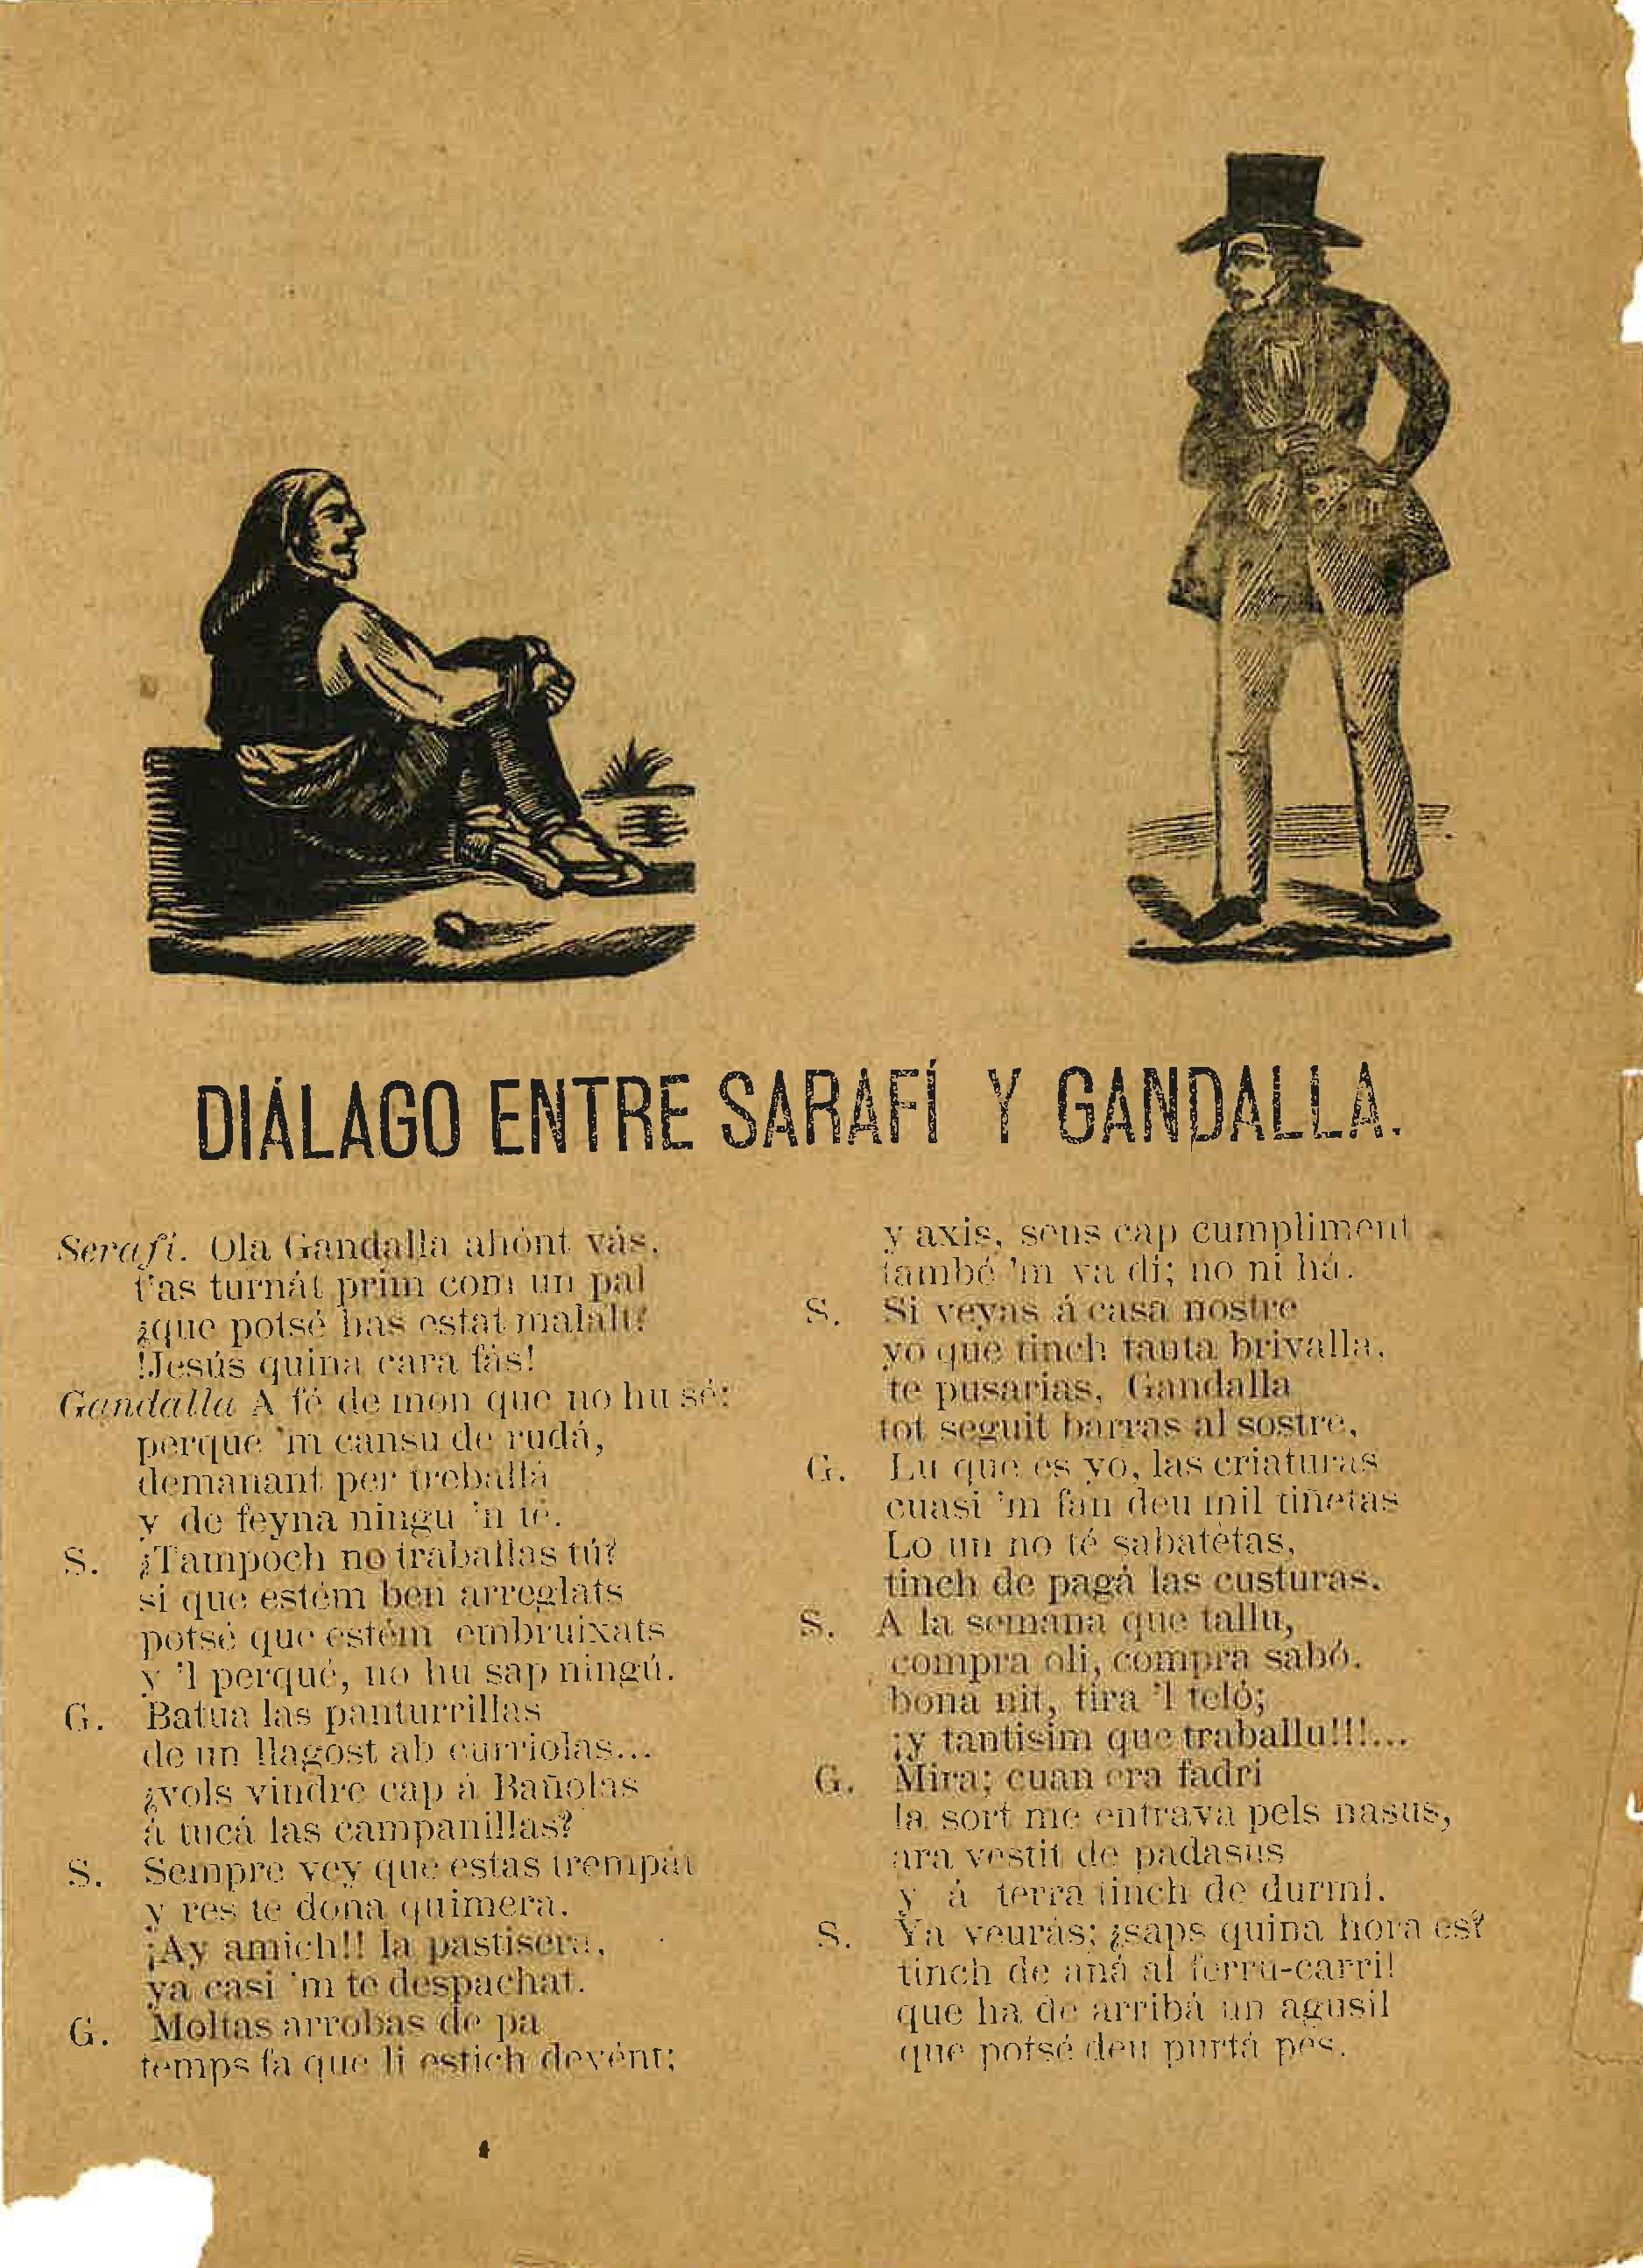 DIÁLAGO ENTRE SARAFÍ Y GANDALLA.
Serafi. Ola Gandalla ahónt vás,
t'as turnát prim com un pal
¿que potsé has estat malalt?
!Jesús quina cara fás!
Gandalla A fé de mon que no hu sé:
perque 'm cansu de rudá,
demanant per treballá
y de feyna ningu 'n té.
S. ¿Tampoch no traballas tú?
si que estém ben arreglats
potsé que estém embruixats
y 'l perqué, no hu sap ningú.
G. Batua las panturrillas
de un llagost ab curriolas...
¿vols vindre cap á Bañolas
á tucá las campanillas?
S. Sempre vey que estas trempát
y res te dona quimera.
¡Ay amich!! la pastisera,
ya casi 'm te despachat.
G. Moltas arrobas de pa
temps fa que li estich devént;
y axis, sens cap cumpliment
també 'm va di; no ni há.
S. Si veyas á casa nostre
yo que tinch tanta brivalla,
te pusarias, Gandalla
tot seguit barras al sostre,
G. Lu que es yo, las criaturas
cuasi 'm fan deu mil tiñetas
Lo un no té sabatétas,
tinch de pagá las custuras.
S. A la semana que tallu,
compra oli, compra sabó.
bona nit, tira 'l teló;
¡y tantisim que traballu!!!...
G. Mira; cuan era fadri
la sort me entrava pels nasus,
ara vestit de padasus
y á terra tinch de durmí.
S. Ya veurás; ¿saps quina hora es?
tinch de aná al ferru-carril
que ha de arribá un agusil
que potsé deu purtá pés.